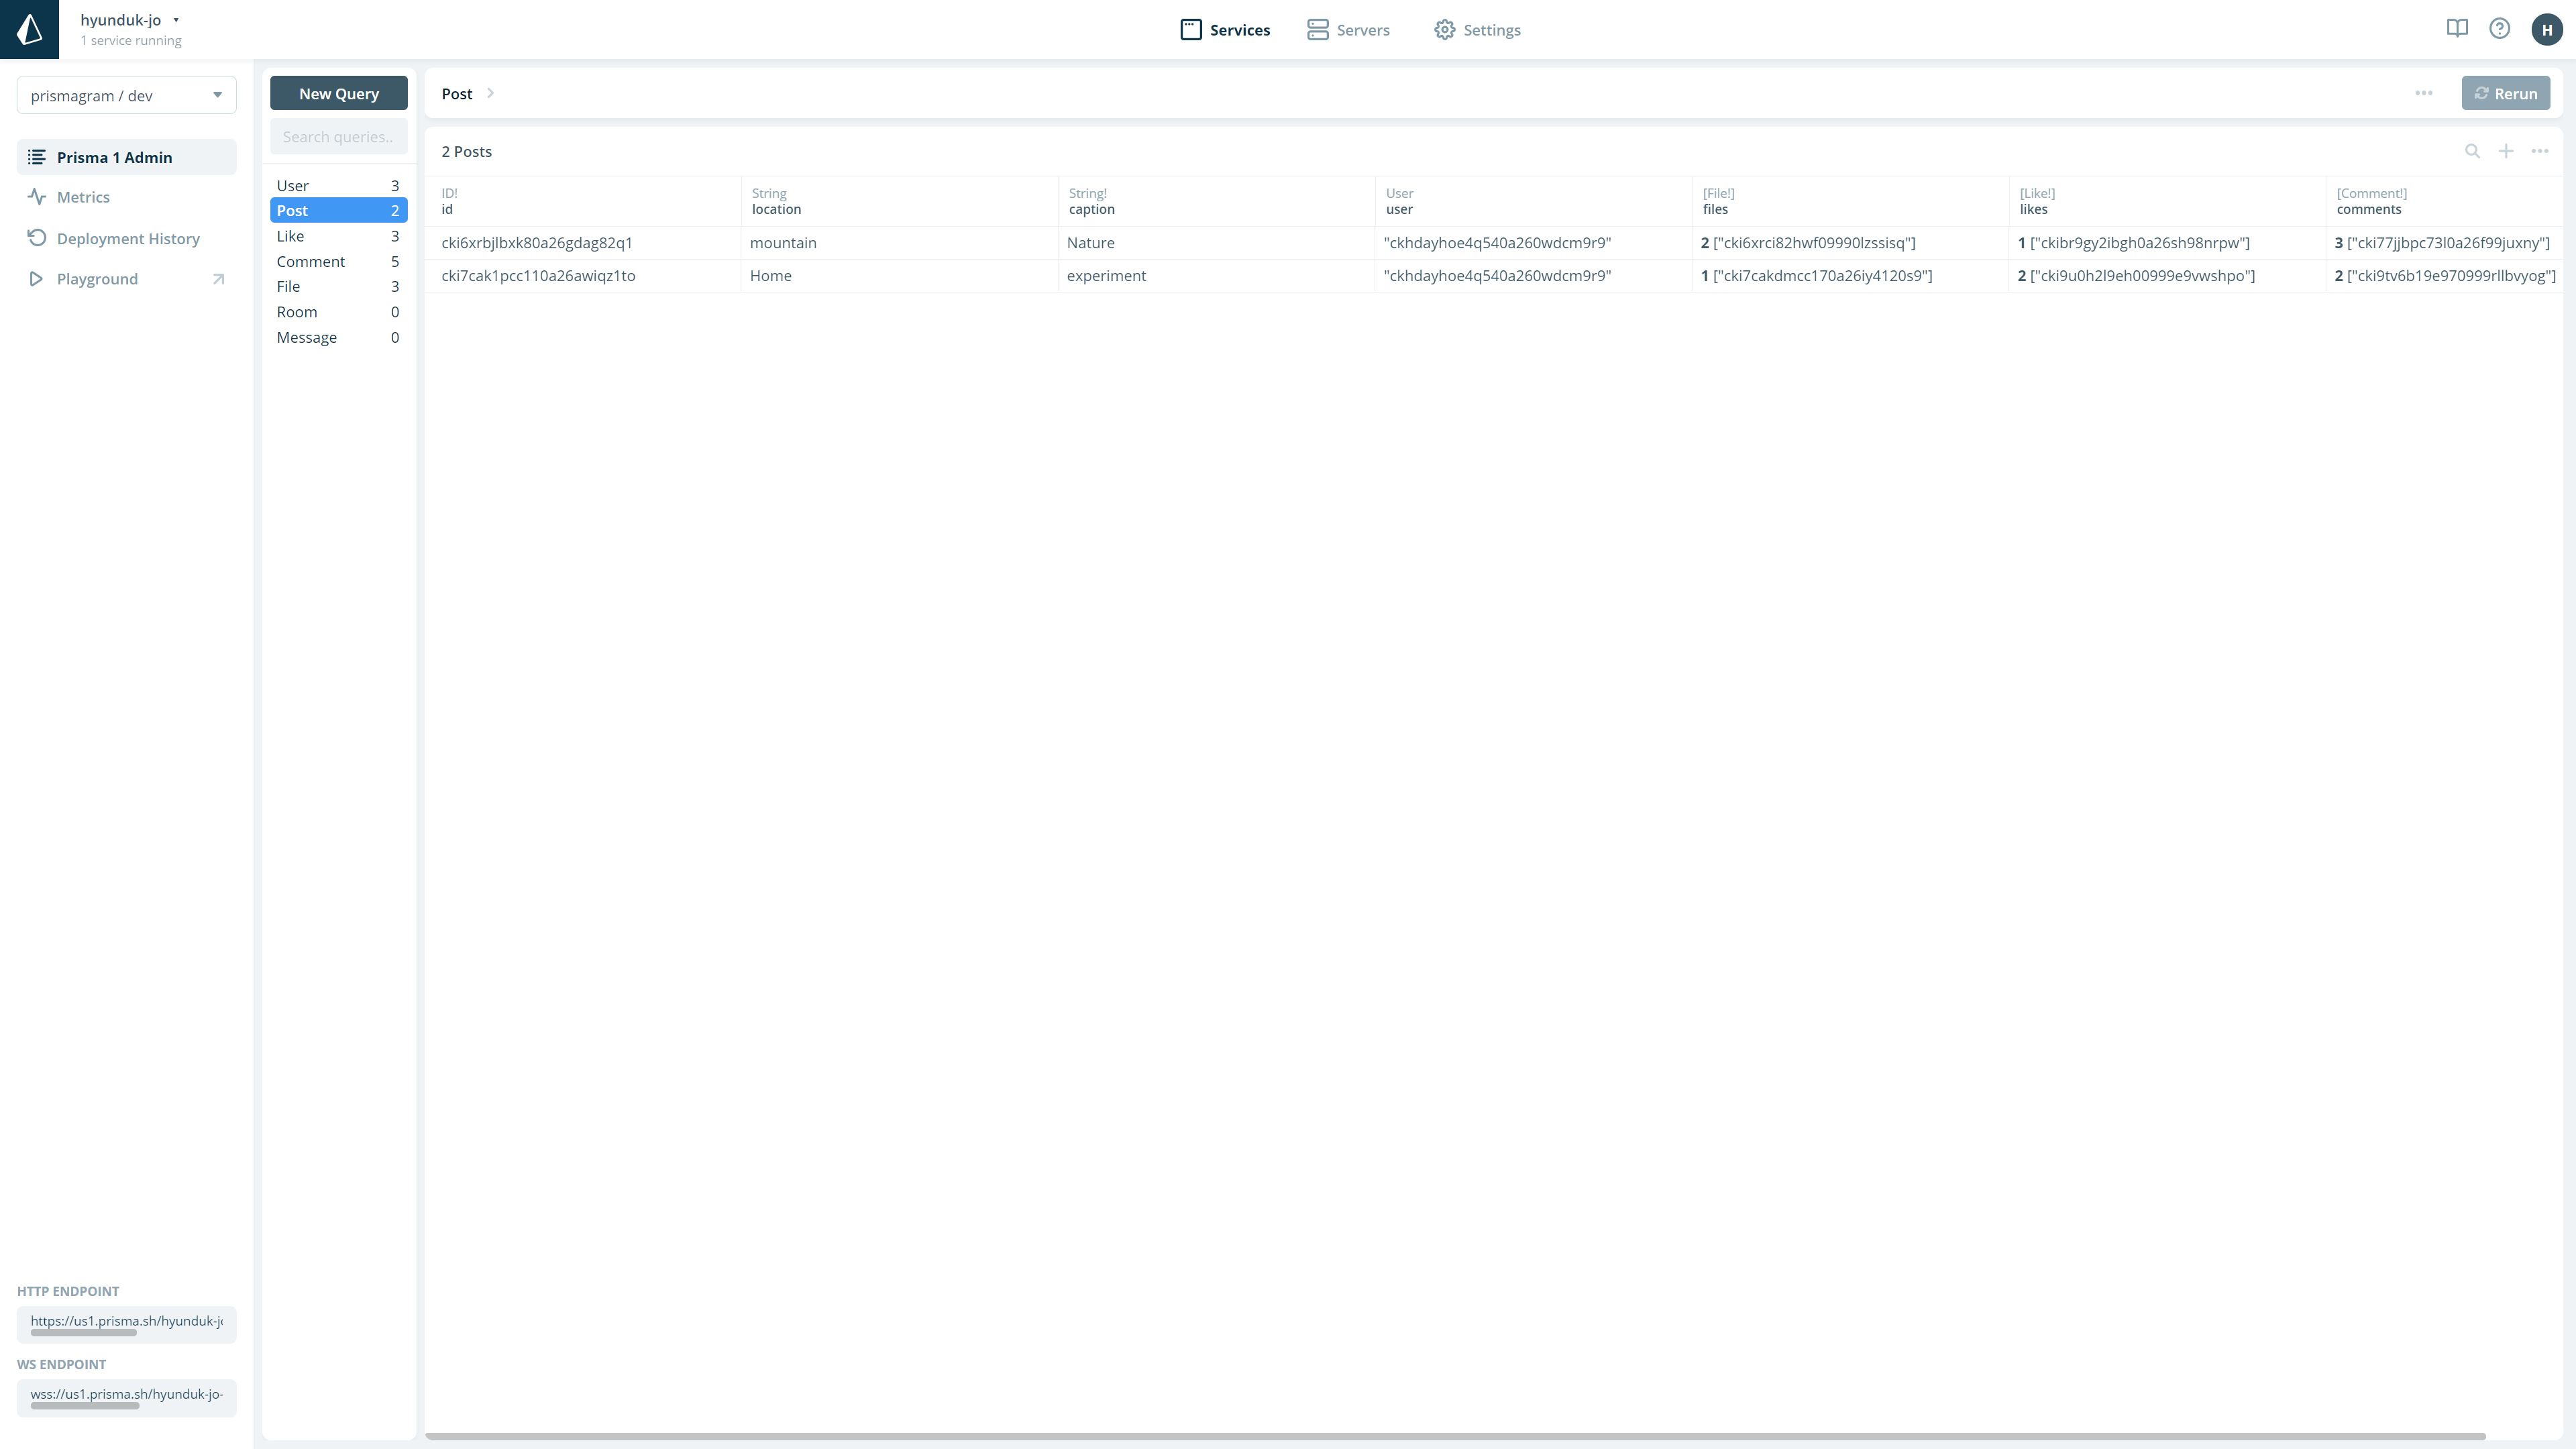 hyunduk-jo
1 service running
Services
Servers
Settings
H
prismagram / dev
Prisma 1 Admin
Metrics
Deployment History
Playground
HTTP ENDPOINT
https://us1.prisma.sh/hyunduk-j
WS ENDPOINT
wss://us1.prisma.sh/hyunduk-jo-
New Query
Search queries..
User 3
Post 2
Like 3
Comment 5
File 3
Room 0
Message 0
Post
Rerun
2 Posts
ID! String String! User [File!] [Like!] [Comment!]
id location caption user files likes comments
cki6xrbjlbxk80a26gdag82q1 mountain Nature "ckhdayhoe4q540a260wdcm9r9" 2 ["cki6xrci82hwf09990lzssisq"] 1 ["ckibr9gy2ibgh0a26sh98nrpw"] 3 ["cki77jjbpc73l0a26f99juxny"]
cki7cak1pcc110a26awiqz1to Home experiment "ckhdayhoe4q540a260wdcm9r9" 1 ["cki7cakdmcc170a26iy4120s9"] 2 ["cki9u0h2l9eh00999e9vwshpo"] 2 ["cki9tv6b19e970999rllbvyog"]